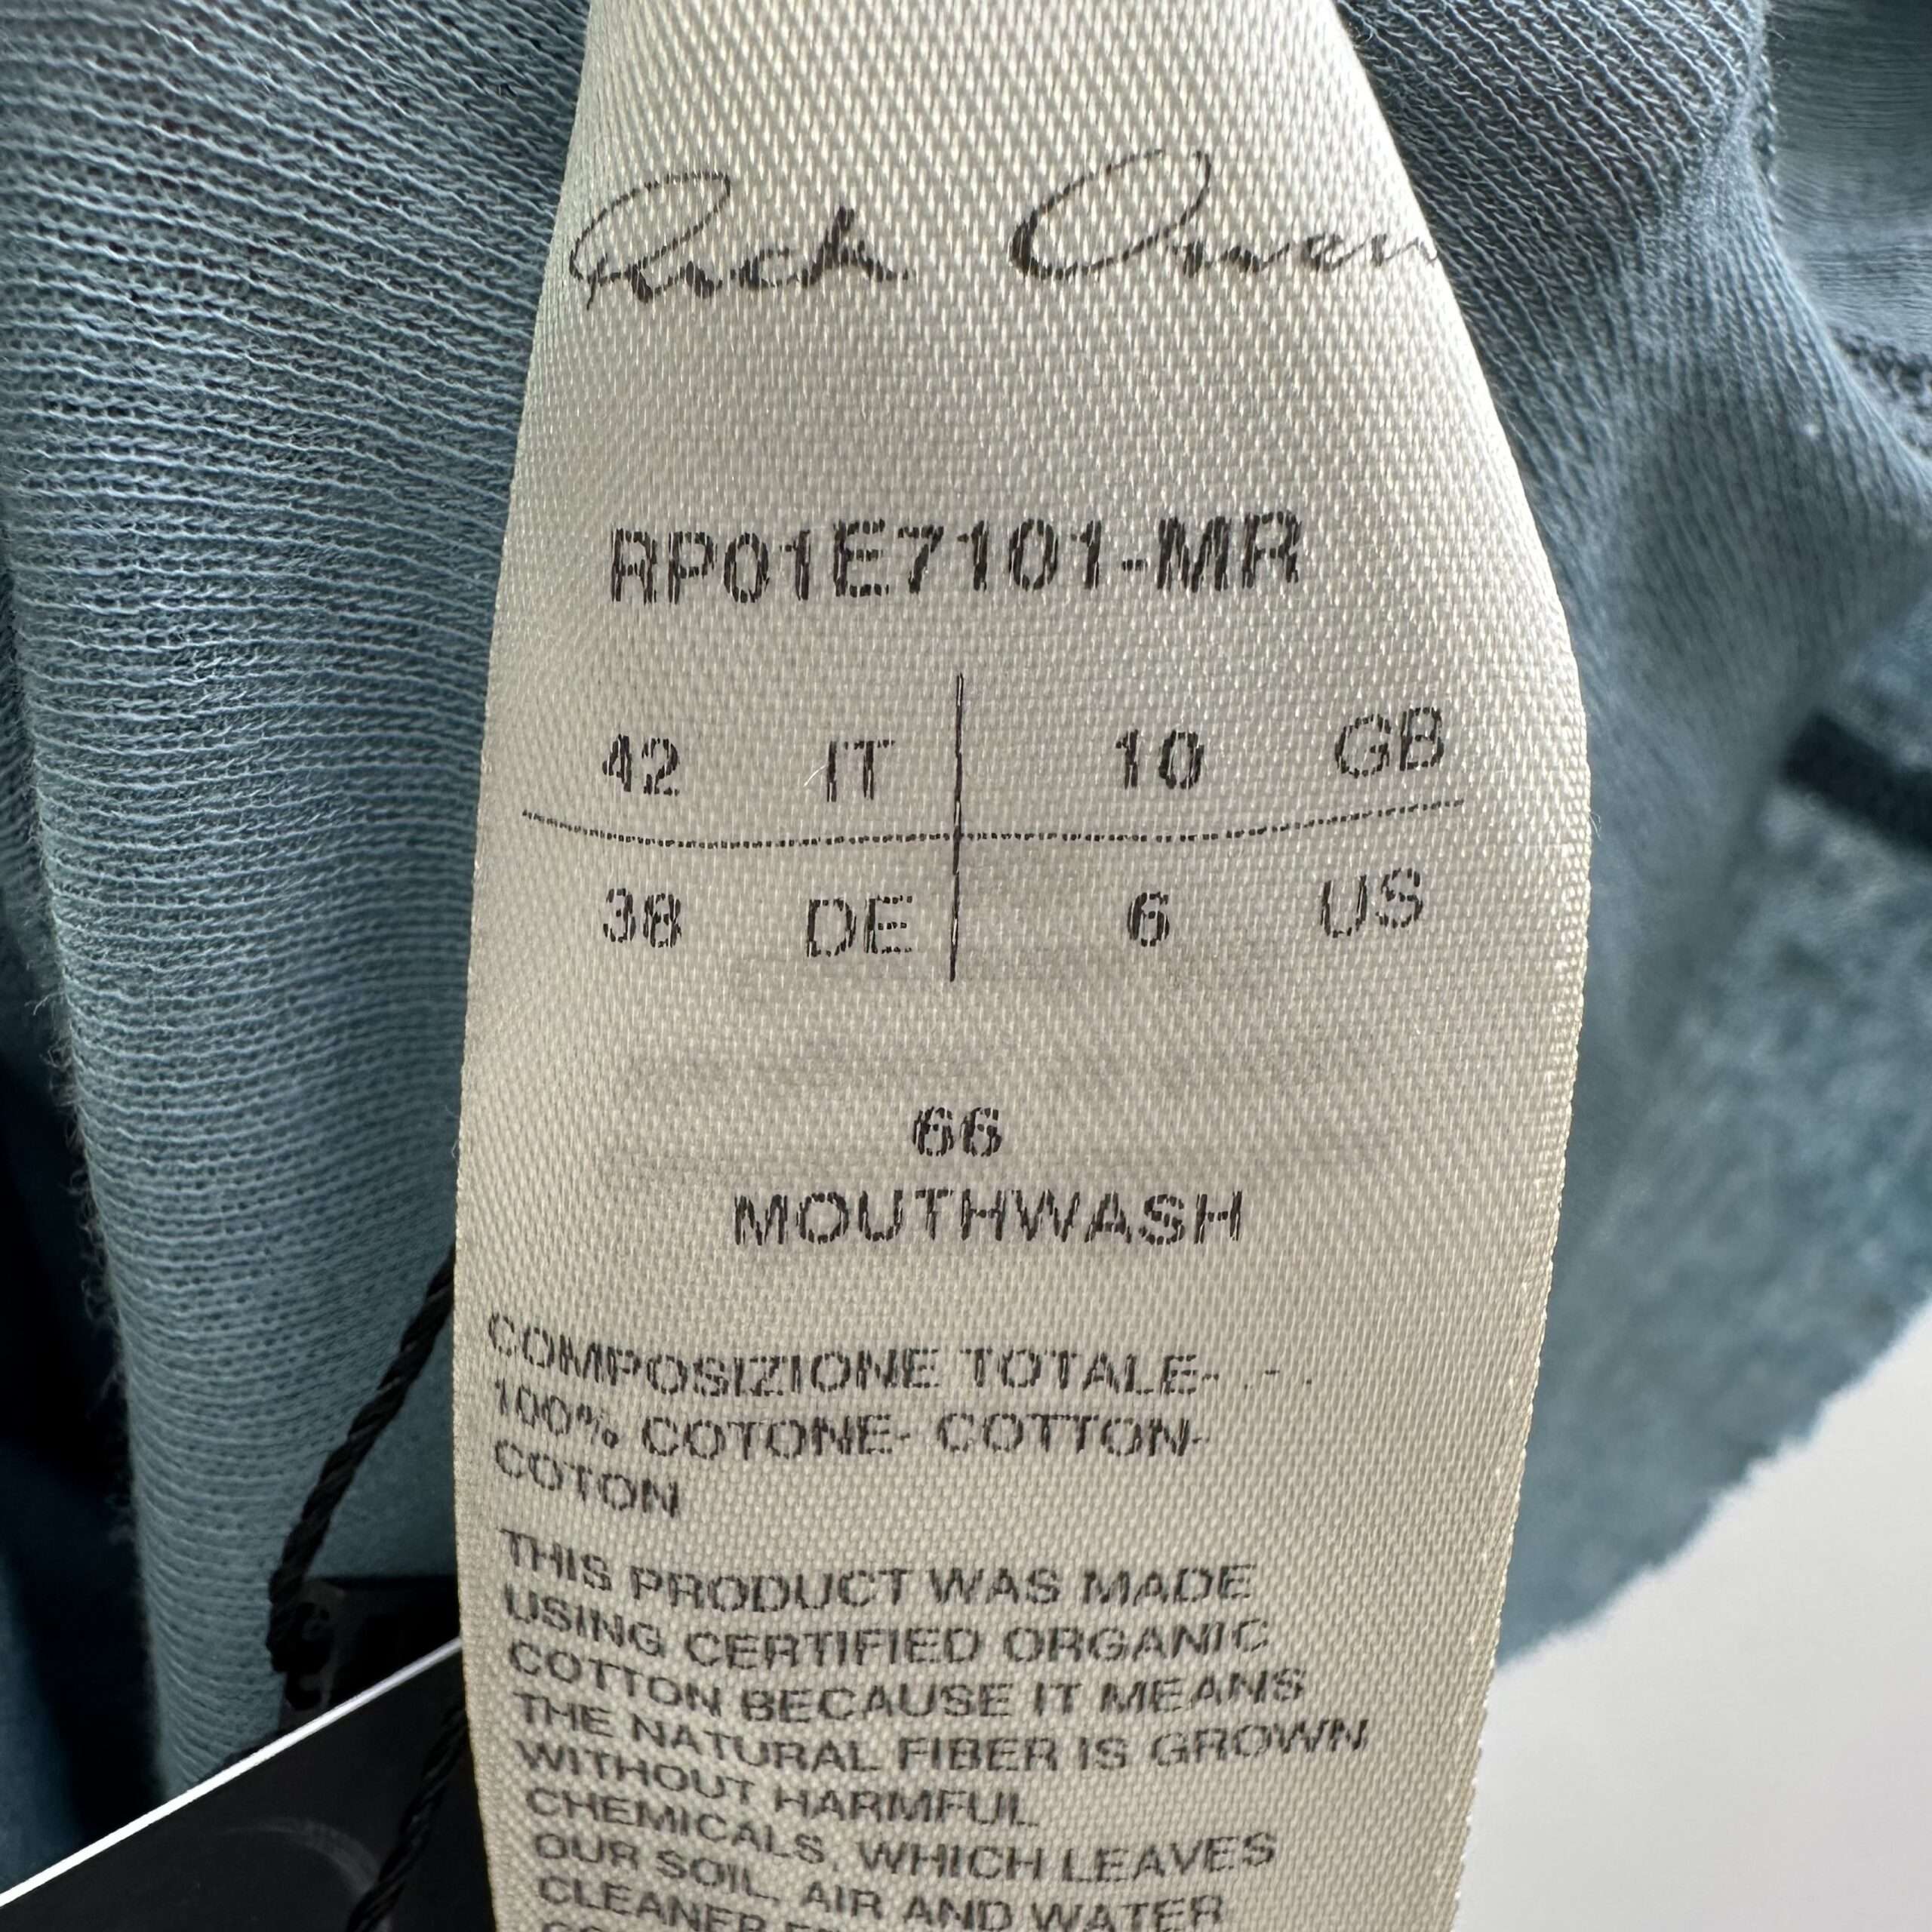 Rick Owen
RP01E7101-MR
42 IT 10 GB
38 DE 6 US
66
MOUTHWASH
COMPOSIZIONE TOTALE- . - .
100% COTONE- COTTON-
COTON
THIS PRODUCT WAS MADE
USING CERTIFIED ORGANIC
COTTON BECAUSE IT MEANS
THE NATURAL FIBER IS GROWN
WITHOUT HARMFUL
CHEMICALS, WHICH LEAVES
OUR SOIL, AIR AND WATER
CLEANER